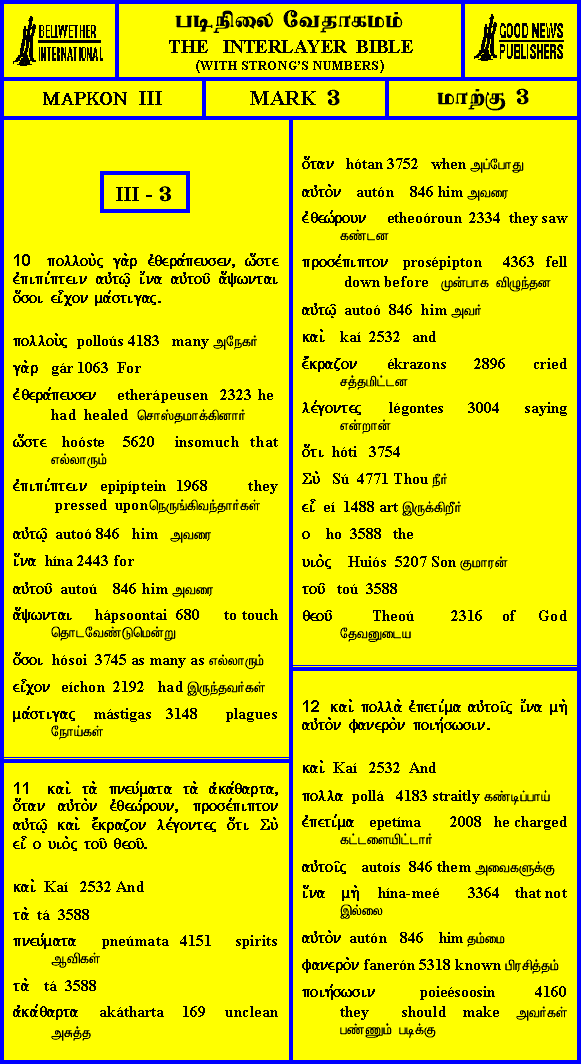 BELLWETHER
INTERNATIONAL
படிநிலை வேதாகமம்
THE INTERLAYER BIBLE
(WITH STRONG'S NUMBERS)
GOOD NEWS
PUBLISHERS
ΜΑΡΚΟΝ III
MARK 3
மாற்கு 3
III - 3
10 πολλοὺς γὰρ ἐθεράπευσεν, ὥστε
ἐπιπίπτειν αὐτῷ ἵνα αὐτοῦ ἅψωνται
ὅσοι εἶχον μάστιγας.
πολλοὺς polloús 4183 many அநேகர்
γὰρ gár 1063 For
ἐθεράπευσεν etherápeusen 2323 he
had healed சொஸ்தமாக்கினார்
ὥστε hoóste 5620 insomuch that
எல்லாரும்
ἐπιπίπτειν epipíptein 1968 they
pressed upon நெருங்கிவந்தார்கள்
αὐτῷ autoó 846 him அவரை
ἵνα hína 2443 for
αὐτοῦ autoú 846 him அவரை
ἅψωνται hápsoontai 680 to touch
தொடவேண்டுமென்று
ὅσοι hósoi 3745 as many as எல்லாரும்
εἶχον eíchon 2192 had இருந்தவர்கள்
μάστιγας mástigas 3148 plagues
நோய்கள்
11 καὶ τὰ πνεύματα τὰ ἀκάθαρτα,
ὅταν αὐτὸν ἐθεώρουν, προσέπιπτον
αὐτῷ καὶ ἔκραζον λέγοντες ὅτι Σὺ
εἶ ο υιὸς τοῦ θεοῦ.
καὶ Kaí 2532 And
τὰ tá 3588
πνεύματα pneúmata 4151 spirits
ஆவிகள்
τὰ tá 3588
ἀκάθαρτα akátharta 169 unclean
அசுத்த
ὅταν hótan 3752 when அப்போது
αὐτὸν autón 846 him அவரை
ἐθεώρουν etheoóroun 2334 they saw
கண்டன
προσέπιπτον prosépipton 4363 fell
down before முன்பாக விழுந்தன
αὐτῷ autoó 846 him அவர்
καὶ kaí 2532 and
ἔκραζον ékrazons 2896 cried
சத்தமிட்டன
λέγοντες légontes 3004 saying
என்றான்
ὅτι hóti 3754
Σὺ Sú 4771 Thou நீர்
εἶ eí 1488 art இருக்கிறீர்
ο ho 3588 the
υιὸς Huiós 5207 Son குமாரன்
τοῦ toú 3588
θεοῦ Theoú 2316 of God
தேவனுடைய
12 καὶ πολλὰ ἐπετίμα αὐτοῖς ἵνα μὴ
αὐτὸν φανερὸν ποιήσωσιν.
καὶ Kaí 2532 And
πολλα pollá 4183 straitly கண்டிப்பாய்
ἐπετίμα epetíma 2008 he charged
கட்டளையிட்டார்
αὐτοῖς autoís 846 them அவைகளுக்கு
ἵνα μὴ hína-meé 3364 that not
இல்லை
αὐτὸν autón 846 him தம்மை
φανερὸν fanerón 5318 known பிரசித்தம்
ποιήσωσιν poieésoosin 4160
they should make அவர்கள்
பண்ணும் படிக்கு